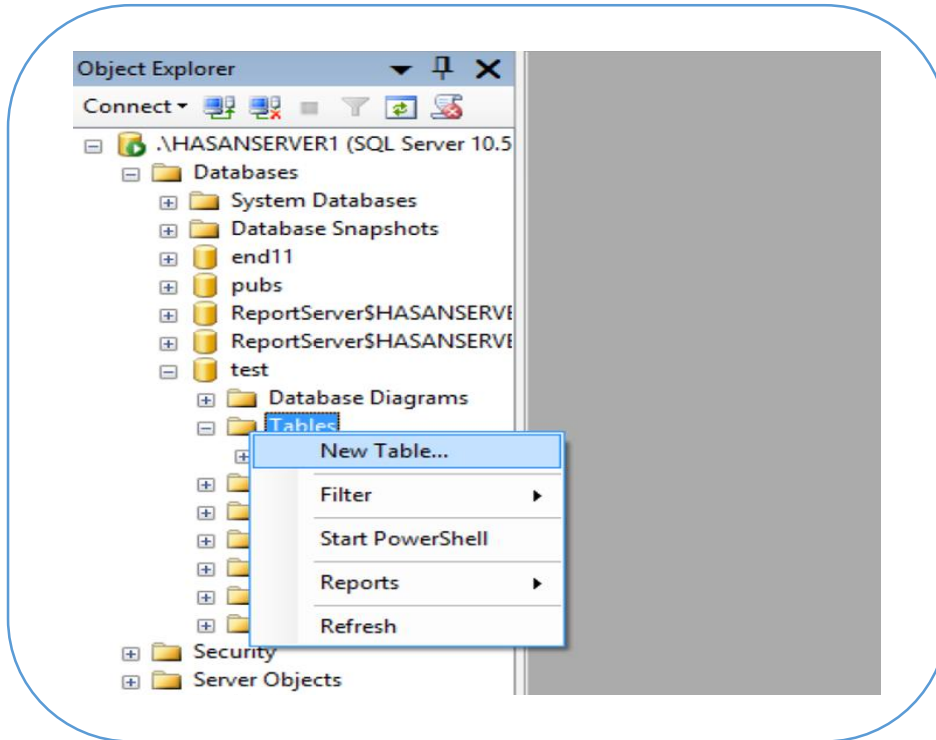 Object Explorer
Connect
.\HASANSERVER1 (SQL Server 10.5
Databases
System Databases
Database Snapshots
end11
pubs
ReportServer$HASANSERVE
ReportServer$HASANSERVE
test
Database Diagrams
Tables
New Table...
Filter
Start PowerShell
Reports
Refresh
Security
Server Objects